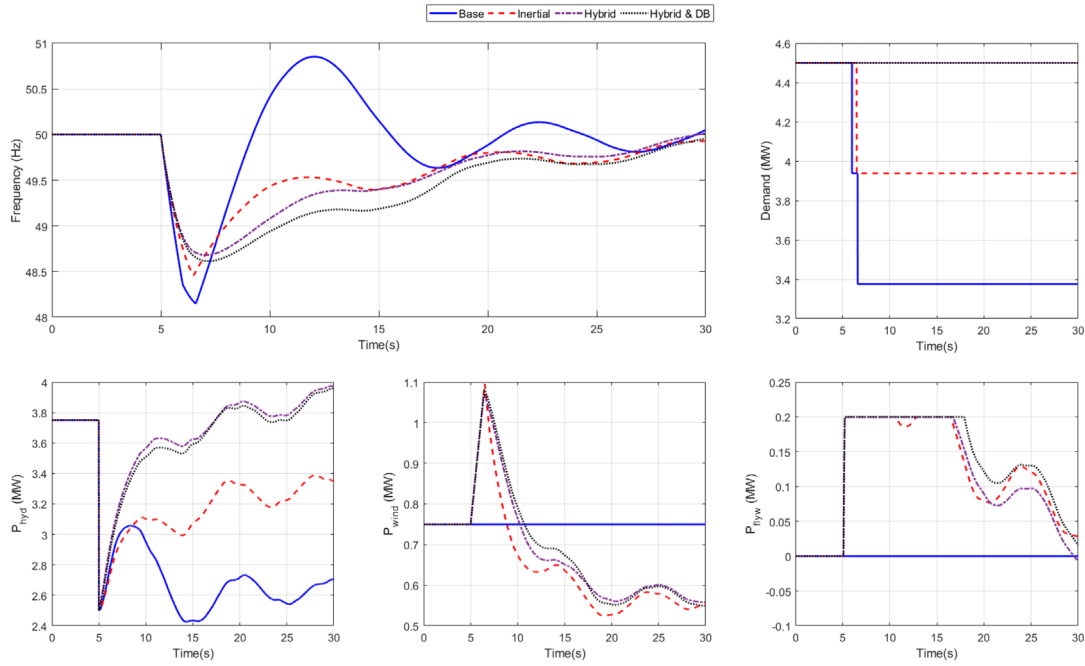 Base Inertial Hybrid Hybrid & DB
51
50.5
50
49.5
49
48.5
48
Frequency (Hz)
0 5 10 15 20 25 30
Time(s)
4.6
4.4
4.2
4
3.8
3.6
3.4
3.2
Demand (MW)
0 5 10 15 20 25 30
Time(s)
4
3.8
3.6
3.4
3.2
3
2.8
2.6
2.4
P_hyd (MW)
0 5 10 15 20 25 30
Time(s)
1.1
1
0.9
0.8
0.7
0.6
0.5
P_wind (MW)
0 5 10 15 20 25 30
Time(s)
0.25
0.2
0.15
0.1
0.05
0
-0.05
-0.1
P_flyw (MW)
0 5 10 15 20 25 30
Time(s)